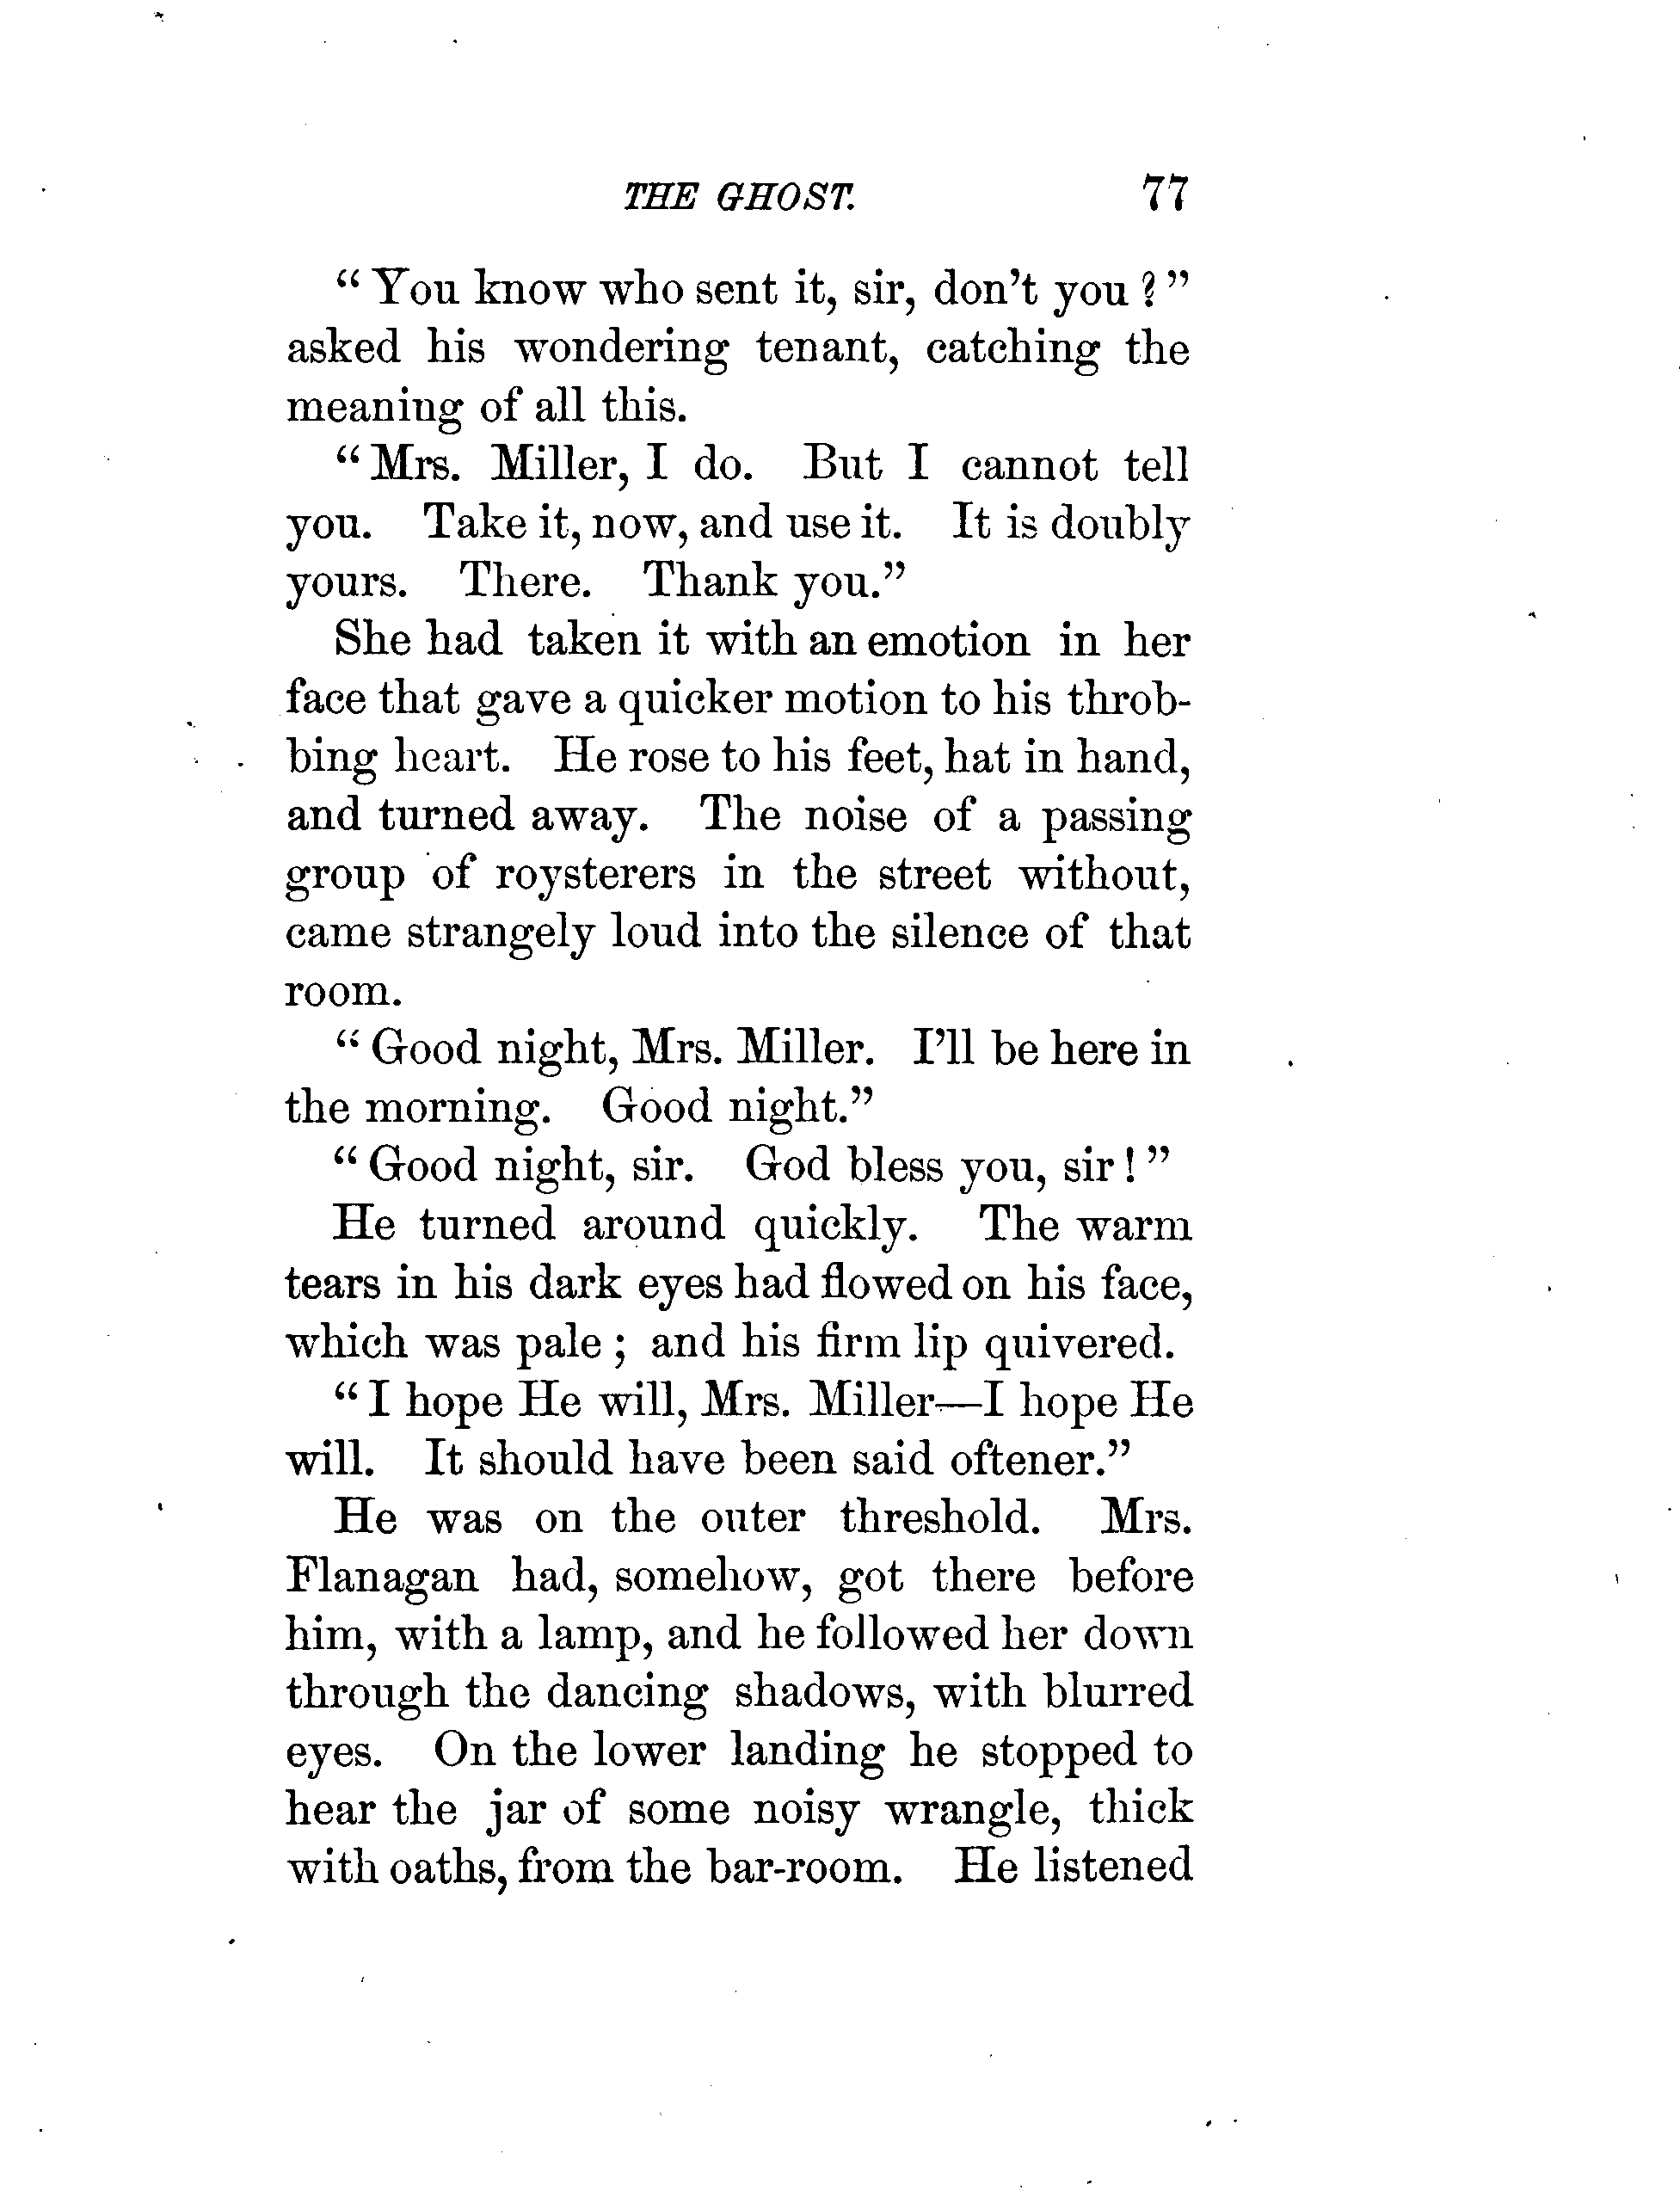 THE GHOST. 77
“You know who sent it, sir, don’t you?”
asked his wondering tenant, catching the
meaning of all this.
“Mrs. Miller, I do. But I cannot tell
you. Take it, now, and use it. It is doubly
yours. There. Thank you.”
She had taken it with an emotion in her
face that gave a quicker motion to his throb-
bing heart. He rose to his feet, hat in hand,
and turned away. The noise of a passing
group of roysterers in the street without,
came strangely loud into the silence of that
room.
“Good night, Mrs. Miller. I’ll be here in
the morning. Good night.”
“Good night, sir. God bless you, sir!”
He turned around quickly. The warm
tears in his dark eyes had flowed on his face,
which was pale; and his firm lip quivered.
“I hope He will, Mrs. Miller—I hope He
will. It should have been said oftener.”
He was on the outer threshold. Mrs.
Flanagan had, somehow, got there before
him, with a lamp, and he followed her down
through the dancing shadows, with blurred
eyes. On the lower landing he stopped to
hear the jar of some noisy wrangle, thick
with oaths, from the bar-room. He listened